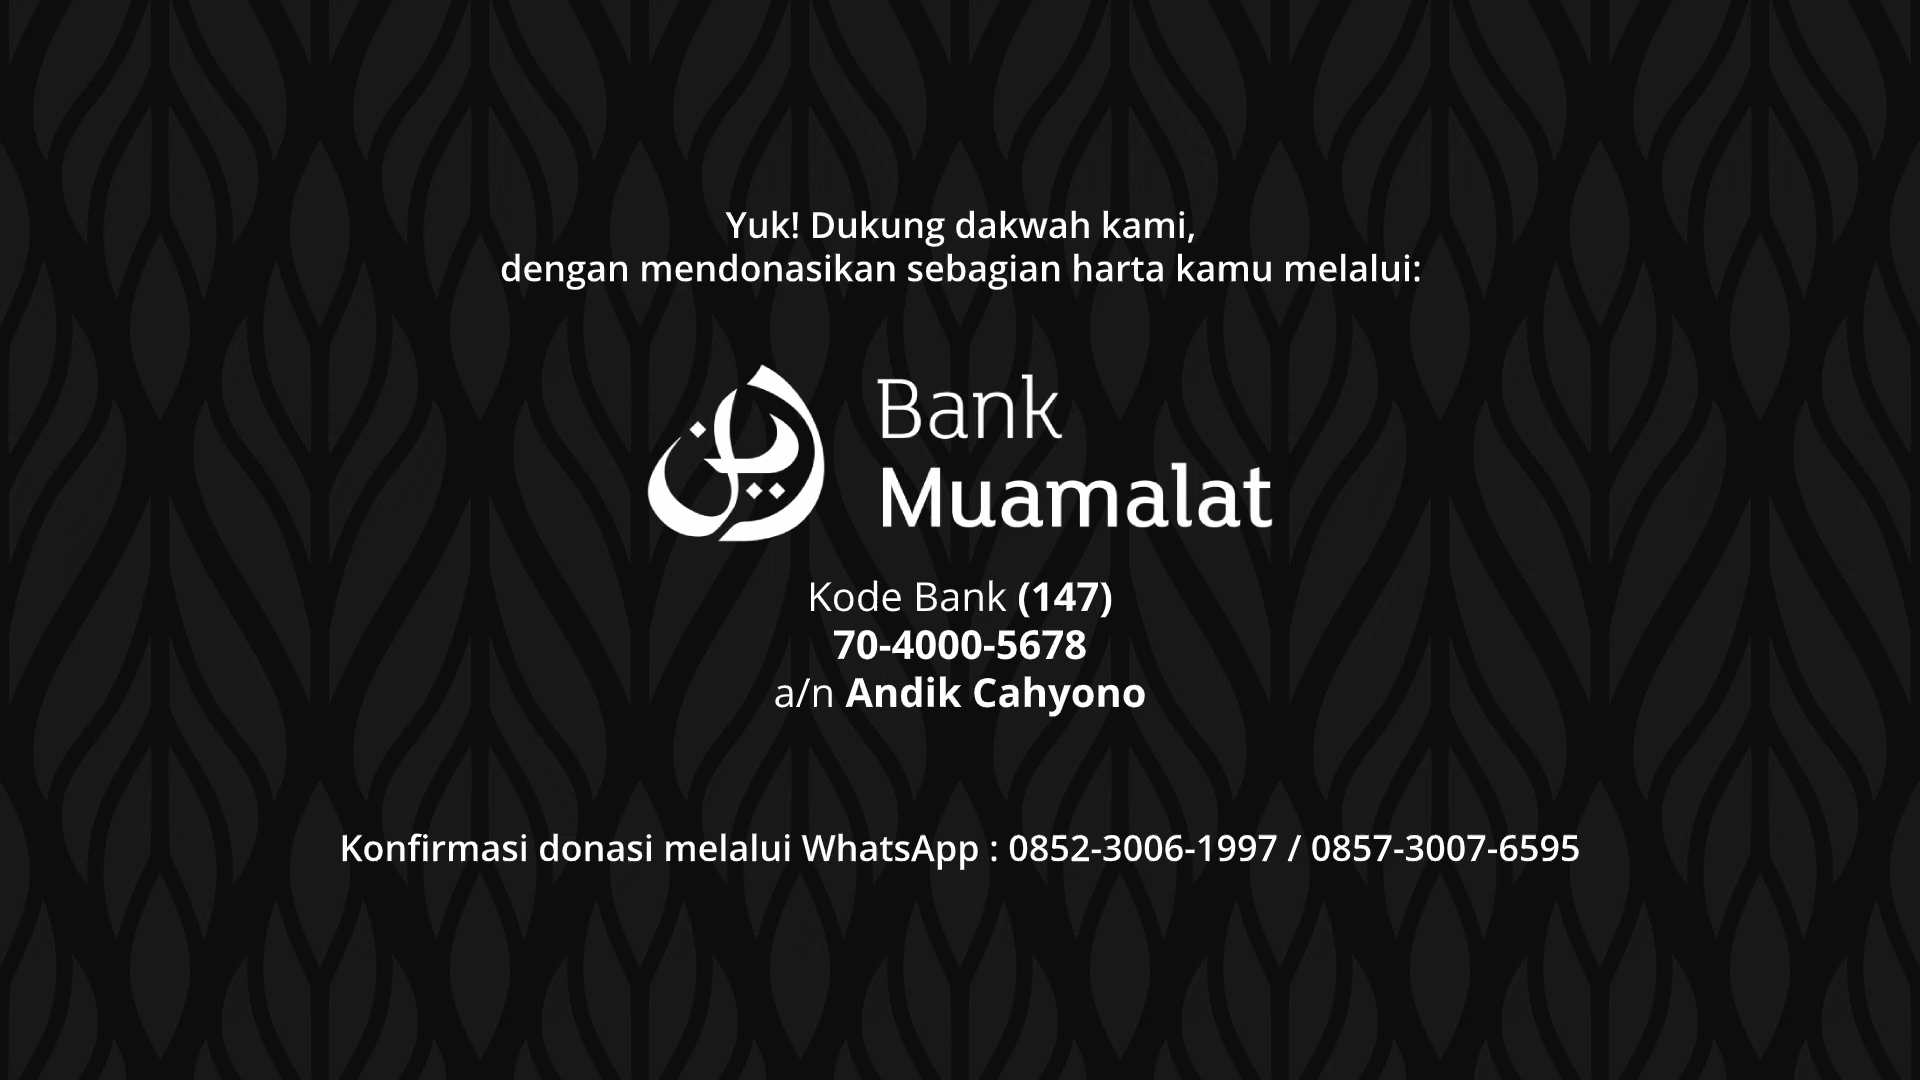 Yuk! Dukung dakwah kami,
dengan mendonasikan sebagian harta kamu melalui:
Bank
Muamalat
Kode Bank (147)
70-4000-5678
a/n Andik Cahyono
Konfirmasi donasi melalui WhatsApp : 0852-3006-1997 / 0857-3007-6595